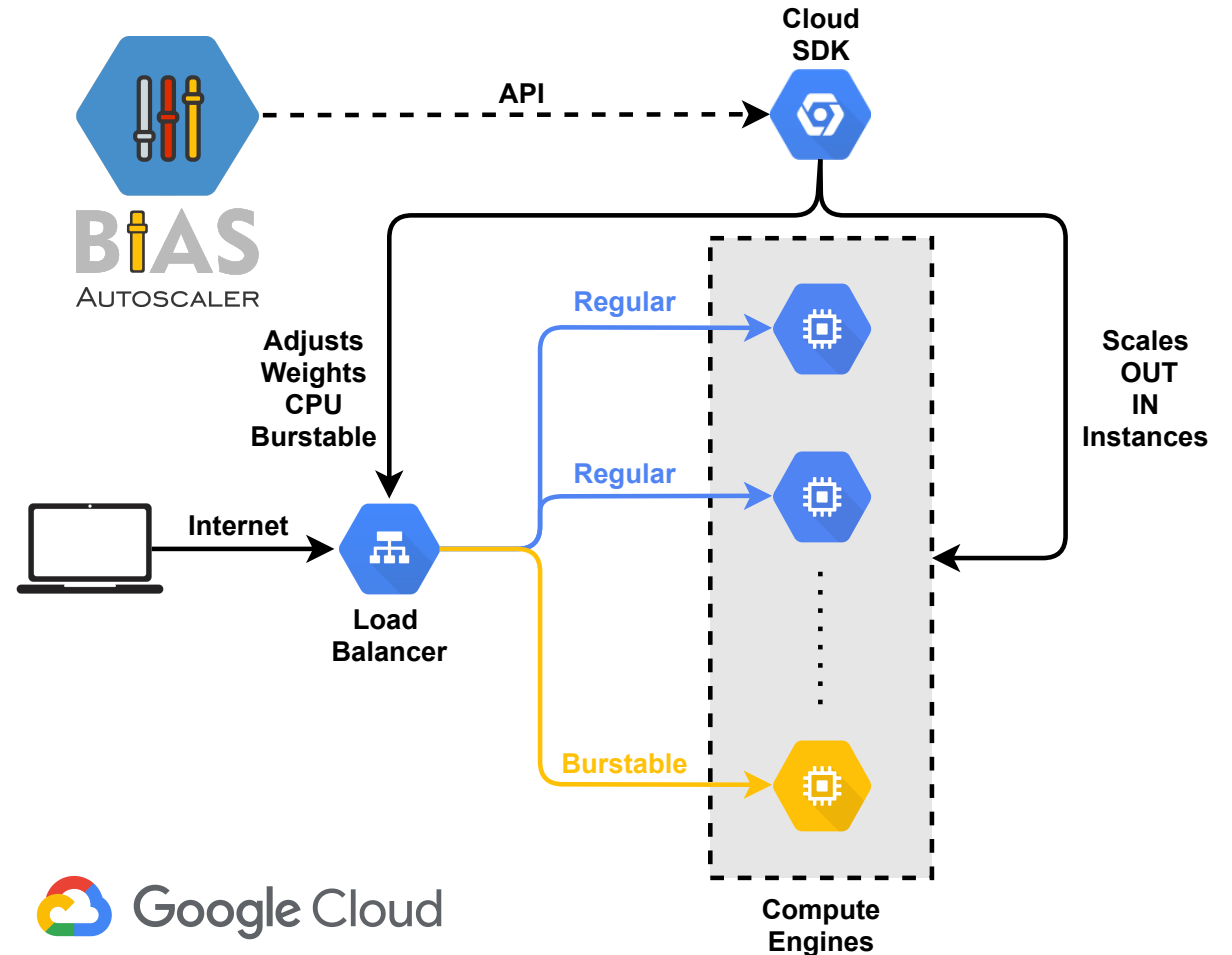 Cloud
SDK
API
BiAS
AUTOSCALER
Regular
Adjusts
Weights
CPU
Burstable
Scales
OUT
IN
Instances
Regular
Internet
Load
Balancer
Burstable
Google Cloud
Compute
Engines